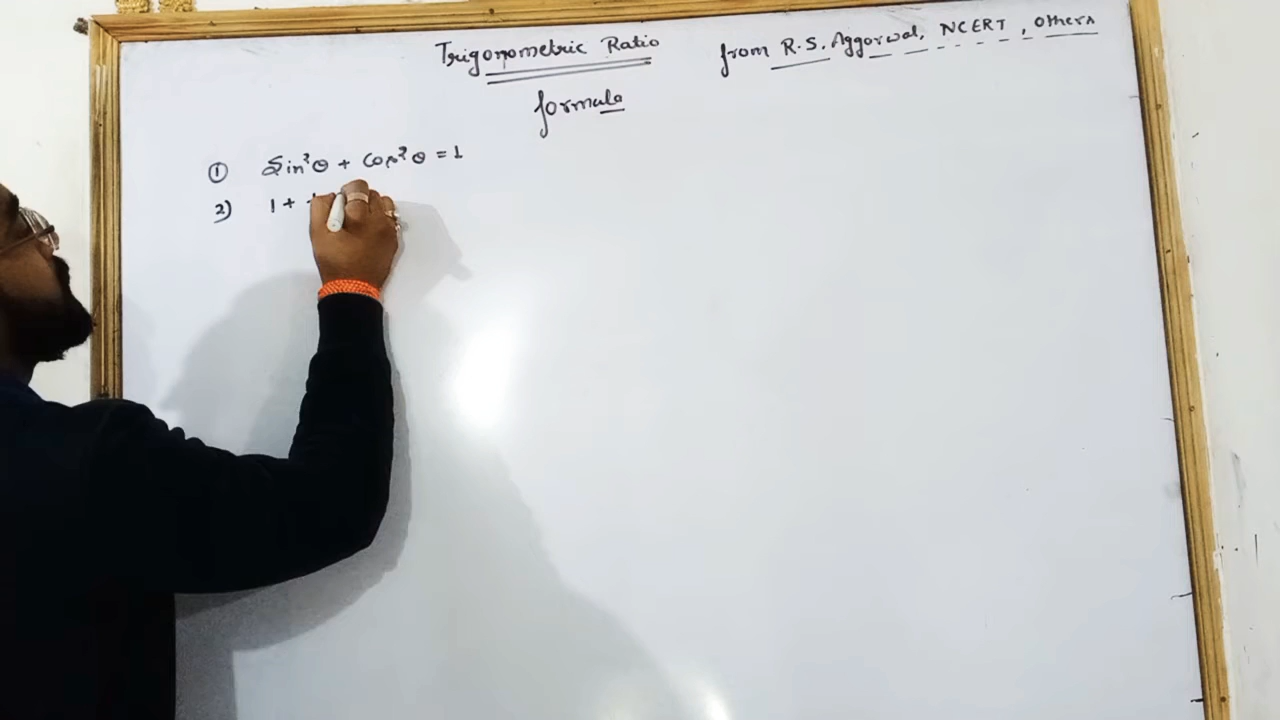 Trigonometric Ratio from R.S. Aggarwal, NCERT, Others
formula
① Sin²θ + Cos²θ = 1
2) 1 +